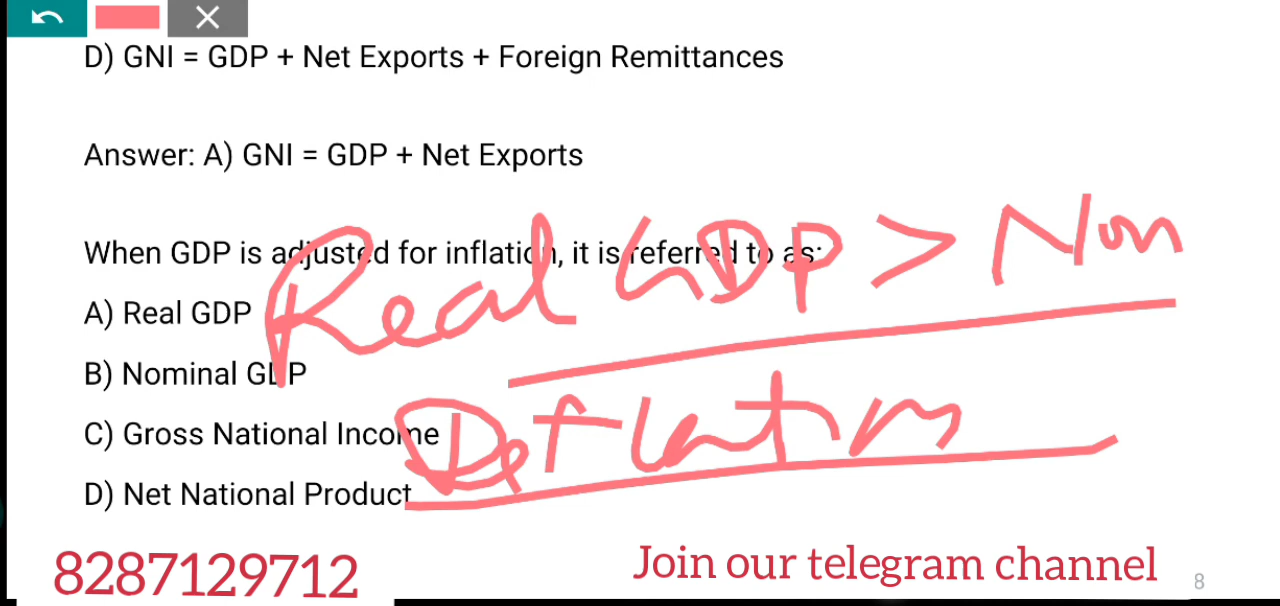 D) GNI = GDP + Net Exports + Foreign Remittances
Answer: A) GNI = GDP + Net Exports
When GDP is adjusted for inflation, it is referred to as:
Real GDP > Nom
A) Real GDP
B) Nominal GDP
Deflation
C) Gross National Income
D) Net National Product
8287129712
Join our telegram channel
8